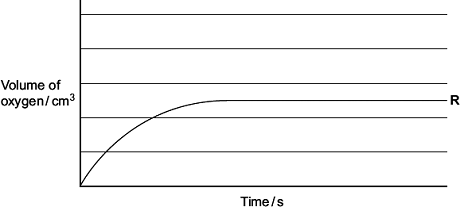 Volume of
oxygen / cm³
R
Time / s